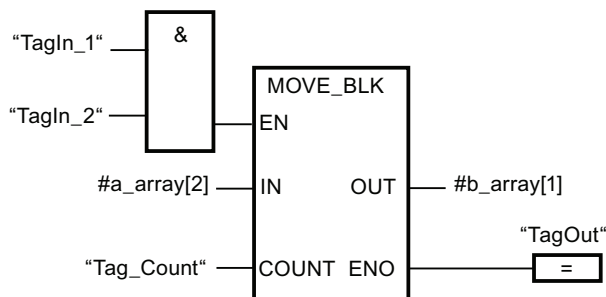 “TagIn_1“
&
“TagIn_2“
MOVE_BLK
EN
#a_array[2]
IN
OUT
#b_array[1]
“TagOut“
“Tag_Count“
COUNT
ENO
=